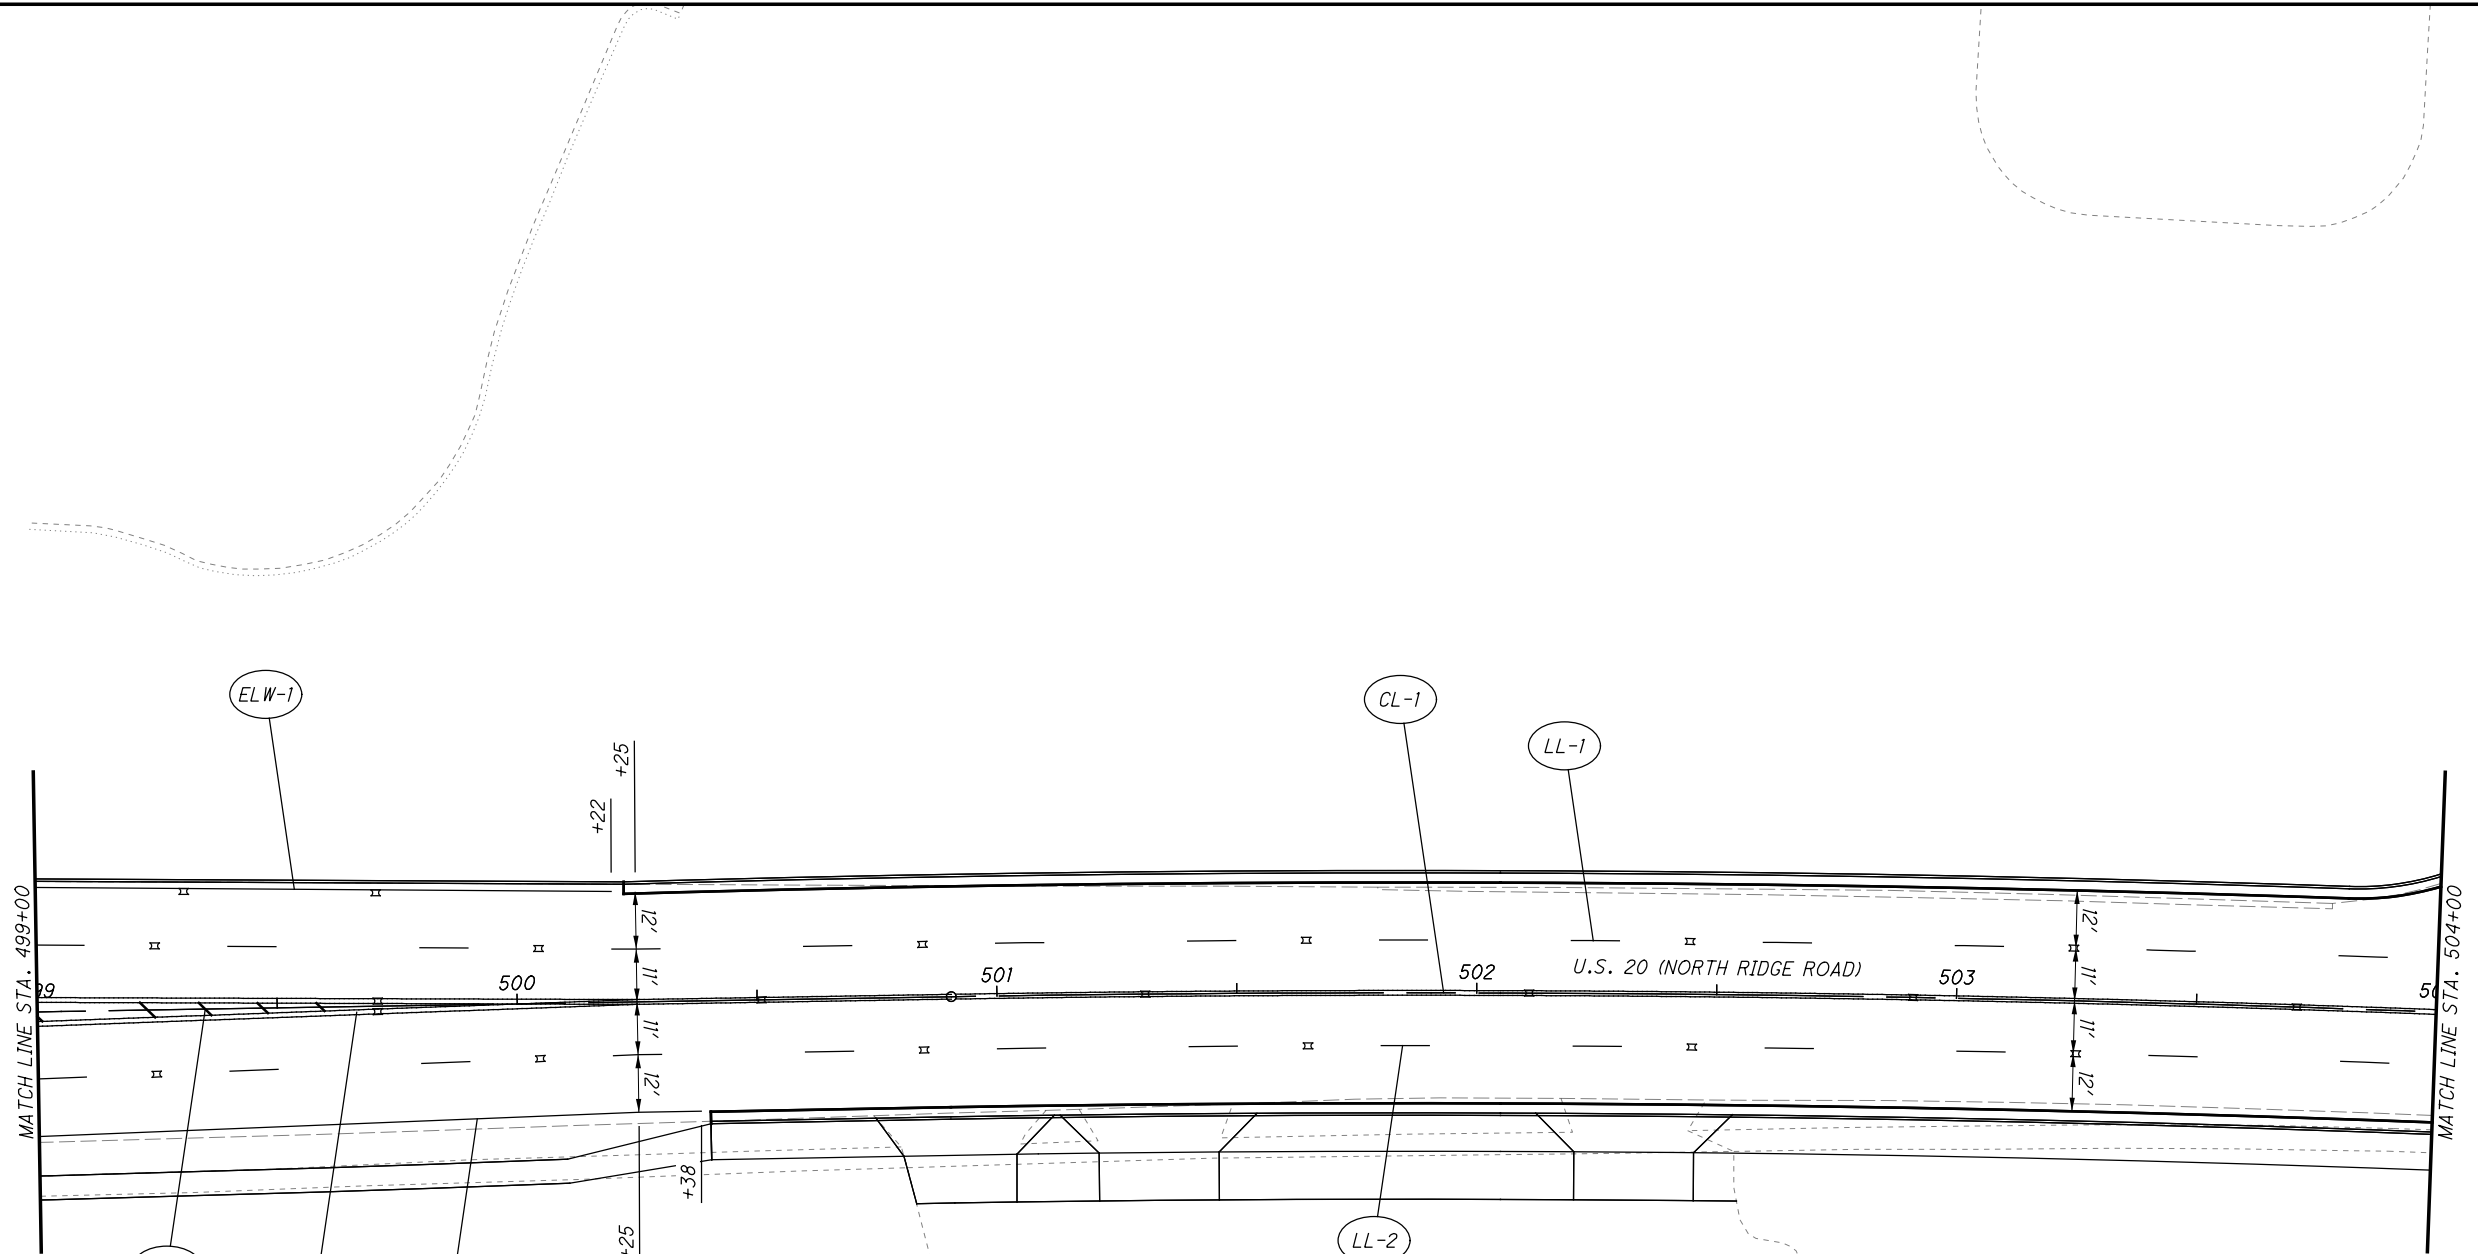 ELW-1
CL-1
LL-1
+25
+22
12'
12'
11'
11'
MATCH LINE STA. 499+00
500
501
502
U.S. 20 (NORTH RIDGE ROAD)
503
MATCH LINE STA. 504+00
11'
11'
12'
12'
+38
+25
LL-2